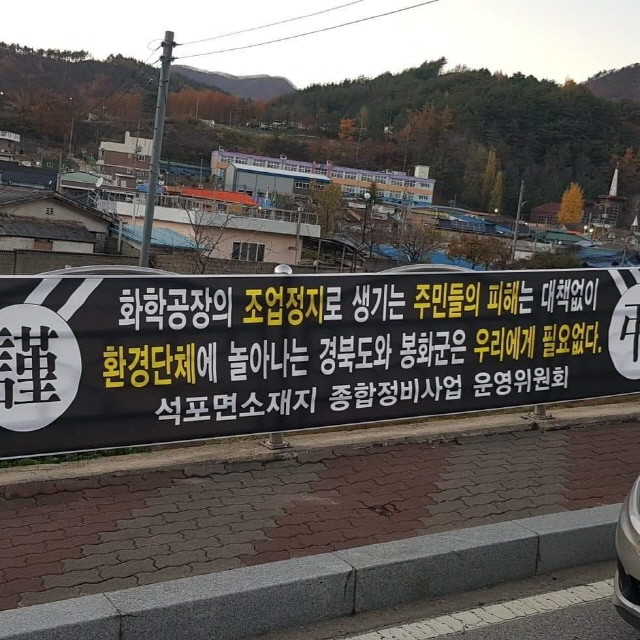 謹
화학공장의 조업정지로 생기는 주민들의 피해는 대책없이
환경단체에 놀아나는 경북도와 봉화군은 우리에게 필요없다.
석포면소재지 종합정비사업 운영위원회